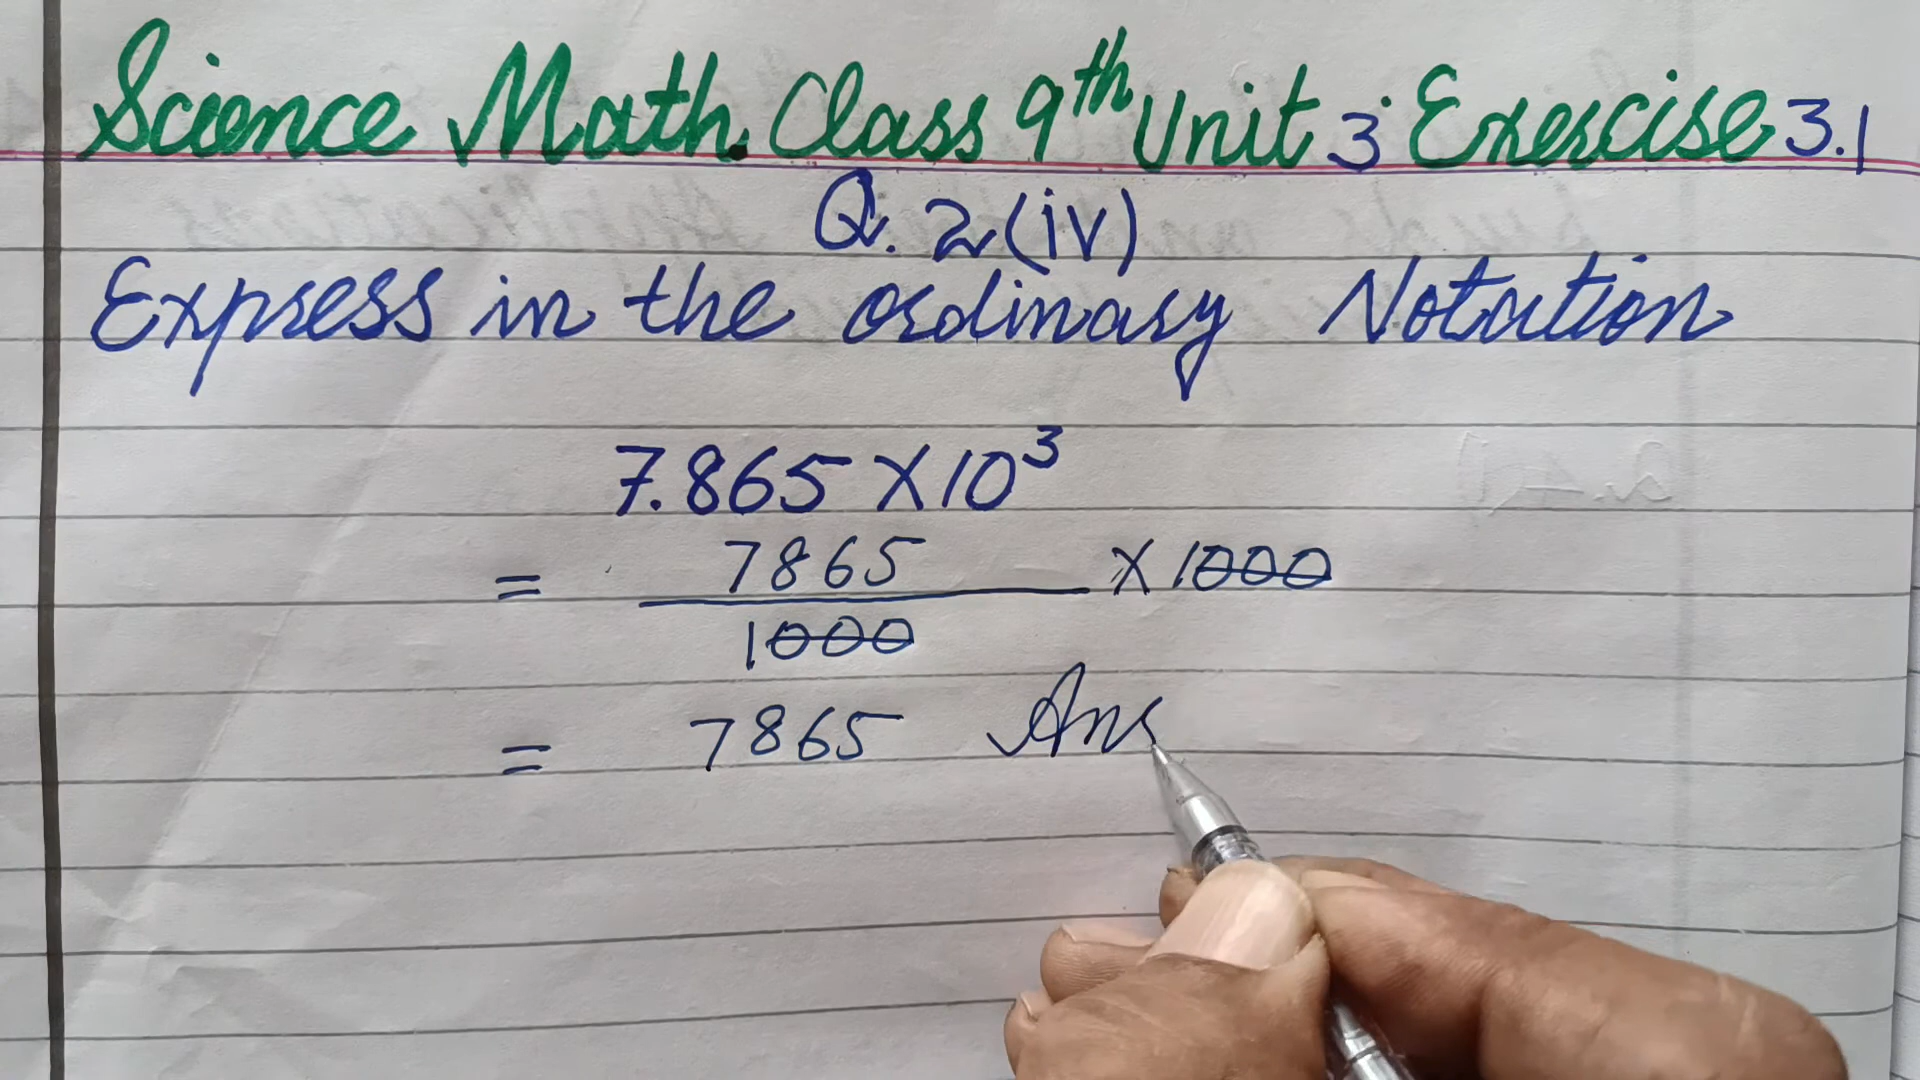 Science Math Class 9th Unit 3 Exercise 3.1
Q. 2 (iv)
Express in the ordinary Notation
7.865 × 10³
= 7865 × 1000
1000
= 7865 Ans